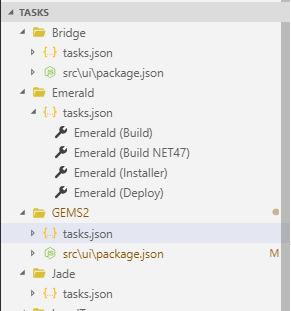 TASKS
Bridge
{..} tasks.json
src\ui\package.json
Emerald
{..} tasks.json
Emerald (Build)
Emerald (Build NET47)
Emerald (Installer)
Emerald (Deploy)
GEMS2
{..} tasks.json
src\ui\package.json M
Jade
{..} tasks.json